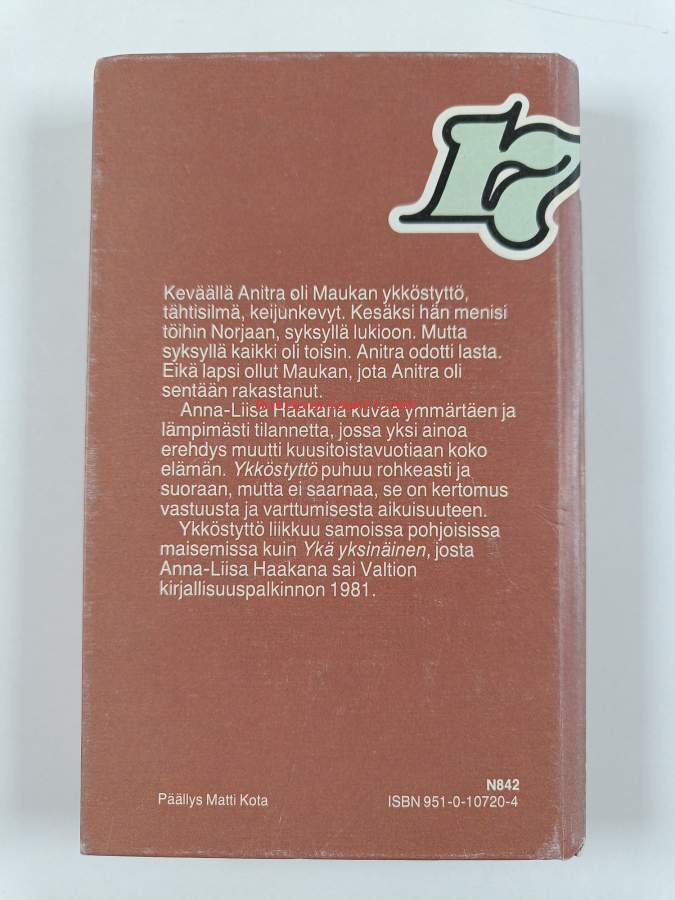 17
Keväällä Anitra oli Maukan ykköstyttö,
tähtisilmä, keijunkevyt. Kesäksi hän menisi
töihin Norjaan, syksyllä lukioon. Mutta
syksyllä kaikki oli toisin. Anitra odotti lasta.
Eikä lapsi ollut Maukan, jota Anitra oli
sentään rakastanut.
Anna-Liisa Haakana kuvaa ymmärtäen ja
lämpimästi tilannetta, jossa yksi ainoa
erehdys muutti kuusitoistavuotiaan koko
elämän. Ykköstyttö puhuu rohkeasti ja
suoraan, mutta ei saarnaa, se on kertomus
vastuusta ja varttumisesta aikuisuuteen.
Ykköstyttö liikkuu samoissa pohjoisissa
maisemissa kuin Ykä yksinäinen, josta
Anna-Liisa Haakana sai Valtion
kirjallisuuspalkinnon 1981.
N842
Päällys Matti Kota ISBN 951-0-10720-4